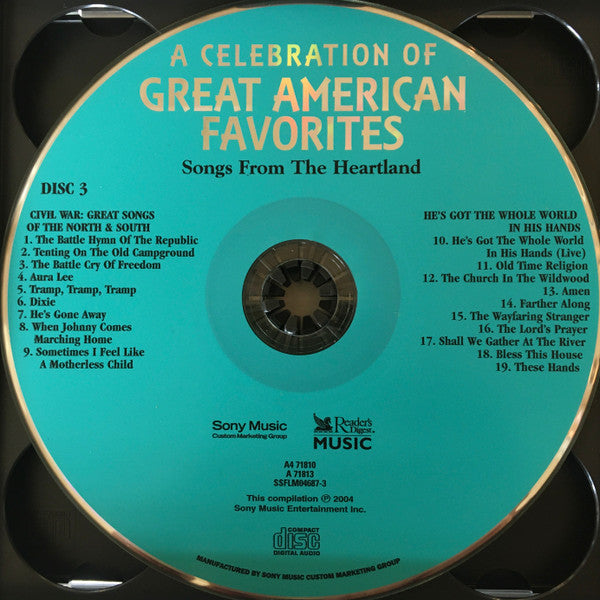 A CELEBRATION OF
GREAT AMERICAN
FAVORITES
Songs From The Heartland
DISC 3
CIVIL WAR: GREAT SONGS
OF THE NORTH & SOUTH
1. The Battle Hymn Of The Republic
2. Tenting On The Old Campground
3. The Battle Cry Of Freedom
4. Aura Lee
5. Tramp, Tramp, Tramp
6. Dixie
7. He's Gone Away
8. When Johnny Comes
Marching Home
9. Sometimes I Feel Like
A Motherless Child
HE'S GOT THE WHOLE WORLD
IN HIS HANDS
10. He's Got The Whole World
In His Hands (Live)
11. Old Time Religion
12. The Church In The Wildwood
13. Amen
14. Farther Along
15. The Wayfaring Stranger
16. The Lord's Prayer
17. Shall We Gather At The River
18. Bless This House
19. These Hands
Sony Music
Custom Marketing Group
Reader's
Digest
MUSIC
A4 71810
A 71813
SSFLM04687-3
This compilation ℗ 2004
Sony Music Entertainment Inc.
COMPACT
disc
DIGITAL AUDIO
MANUFACTURED BY SONY MUSIC CUSTOM MARKETING GROUP